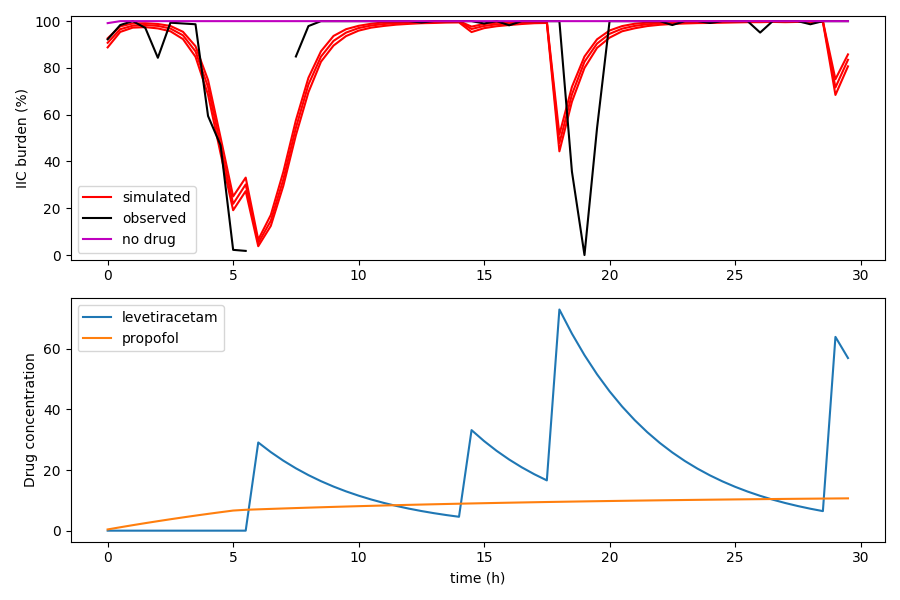 100
80
60
40
20
0
IIC burden (%)
simulated
observed
no drug
0 5 10 15 20 25 30
levetiracetam
propofol
60
40
20
0
Drug concentration
0 5 10 15 20 25 30
time (h)